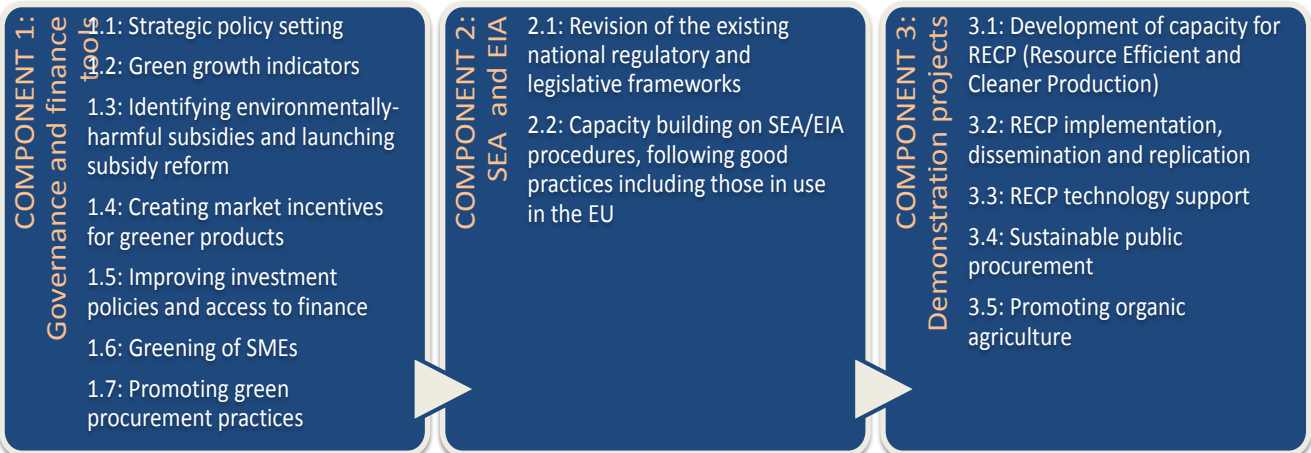 COMPONENT 1:
Governance and finance
tools
1.1: Strategic policy setting
1.2: Green growth indicators
1.3: Identifying environmentally-
harmful subsidies and launching
subsidy reform
1.4: Creating market incentives
for greener products
1.5: Improving investment
policies and access to finance
1.6: Greening of SMEs
1.7: Promoting green
procurement practices
COMPONENT 2:
SEA and EIA
2.1: Revision of the existing
national regulatory and
legislative frameworks
2.2: Capacity building on SEA/EIA
procedures, following good
practices including those in use
in the EU
COMPONENT 3:
Demonstration projects
3.1: Development of capacity for
RECP (Resource Efficient and
Cleaner Production)
3.2: RECP implementation,
dissemination and replication
3.3: RECP technology support
3.4: Sustainable public
procurement
3.5: Promoting organic
agriculture